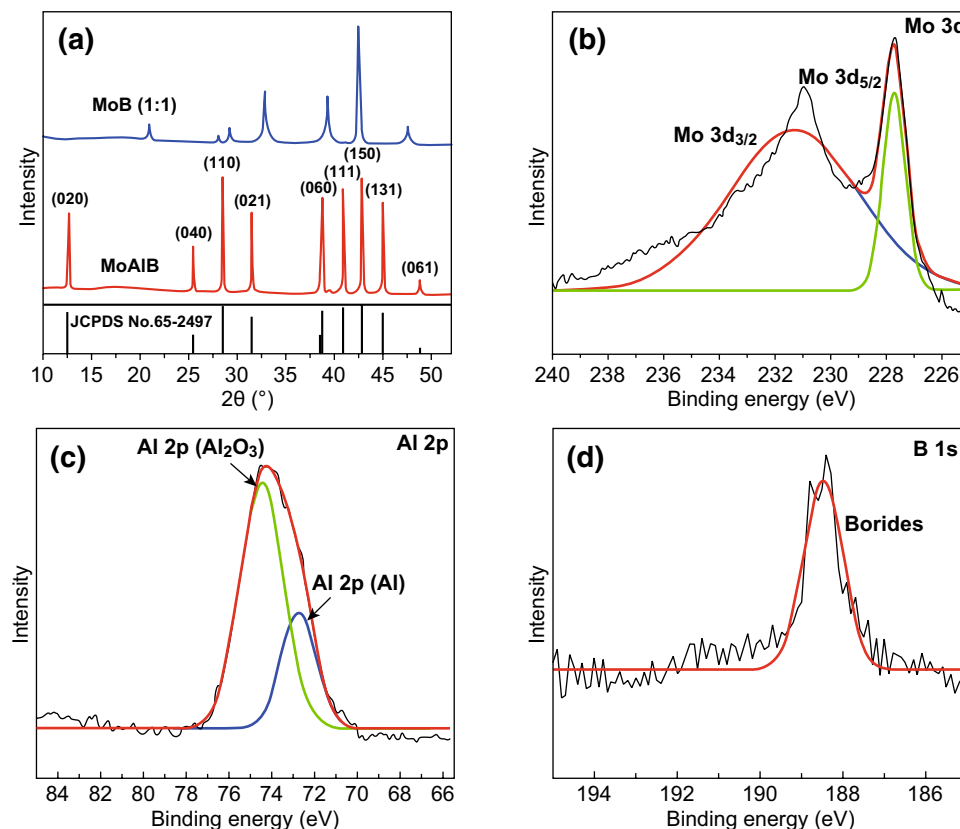 (a)
MoB (1:1)
(150)
(110)
(111)
(060)
(131)
(020)
(021)
(040)
(061)
MoAlB
JCPDS No.65-2497
Intensity
10 15 20 25 30 35 40 45 50
2θ (°)
(b)
Mo 3d
Mo 3d5/2
Mo 3d3/2
Intensity
240 238 236 234 232 230 228 226
Binding energy (eV)
(c)
Al 2p (Al2O3)
Al 2p
Al 2p (Al)
Intensity
84 82 80 78 76 74 72 70 68 66
Binding energy (eV)
(d)
B 1s
Borides
Intensity
194 192 190 188 186
Binding energy (eV)